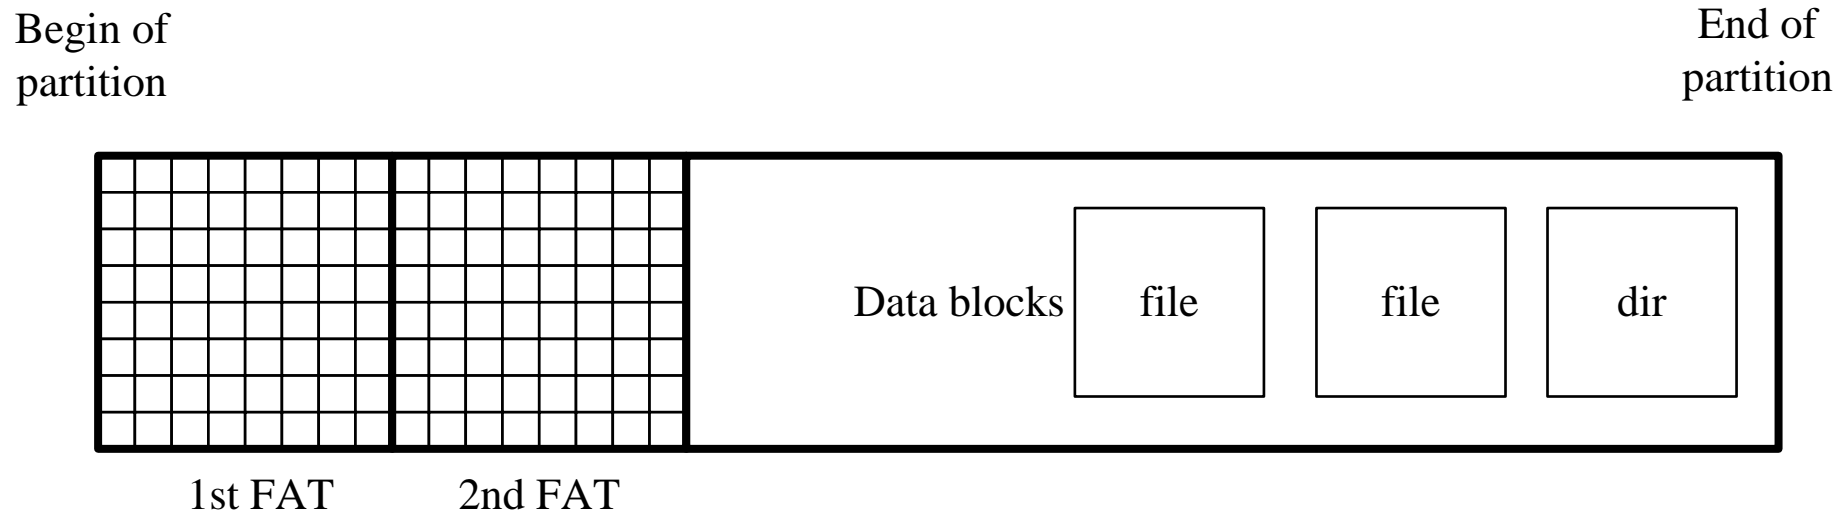 Begin of
partition
End of
partition
Data blocks
file
file
dir
1st FAT
2nd FAT